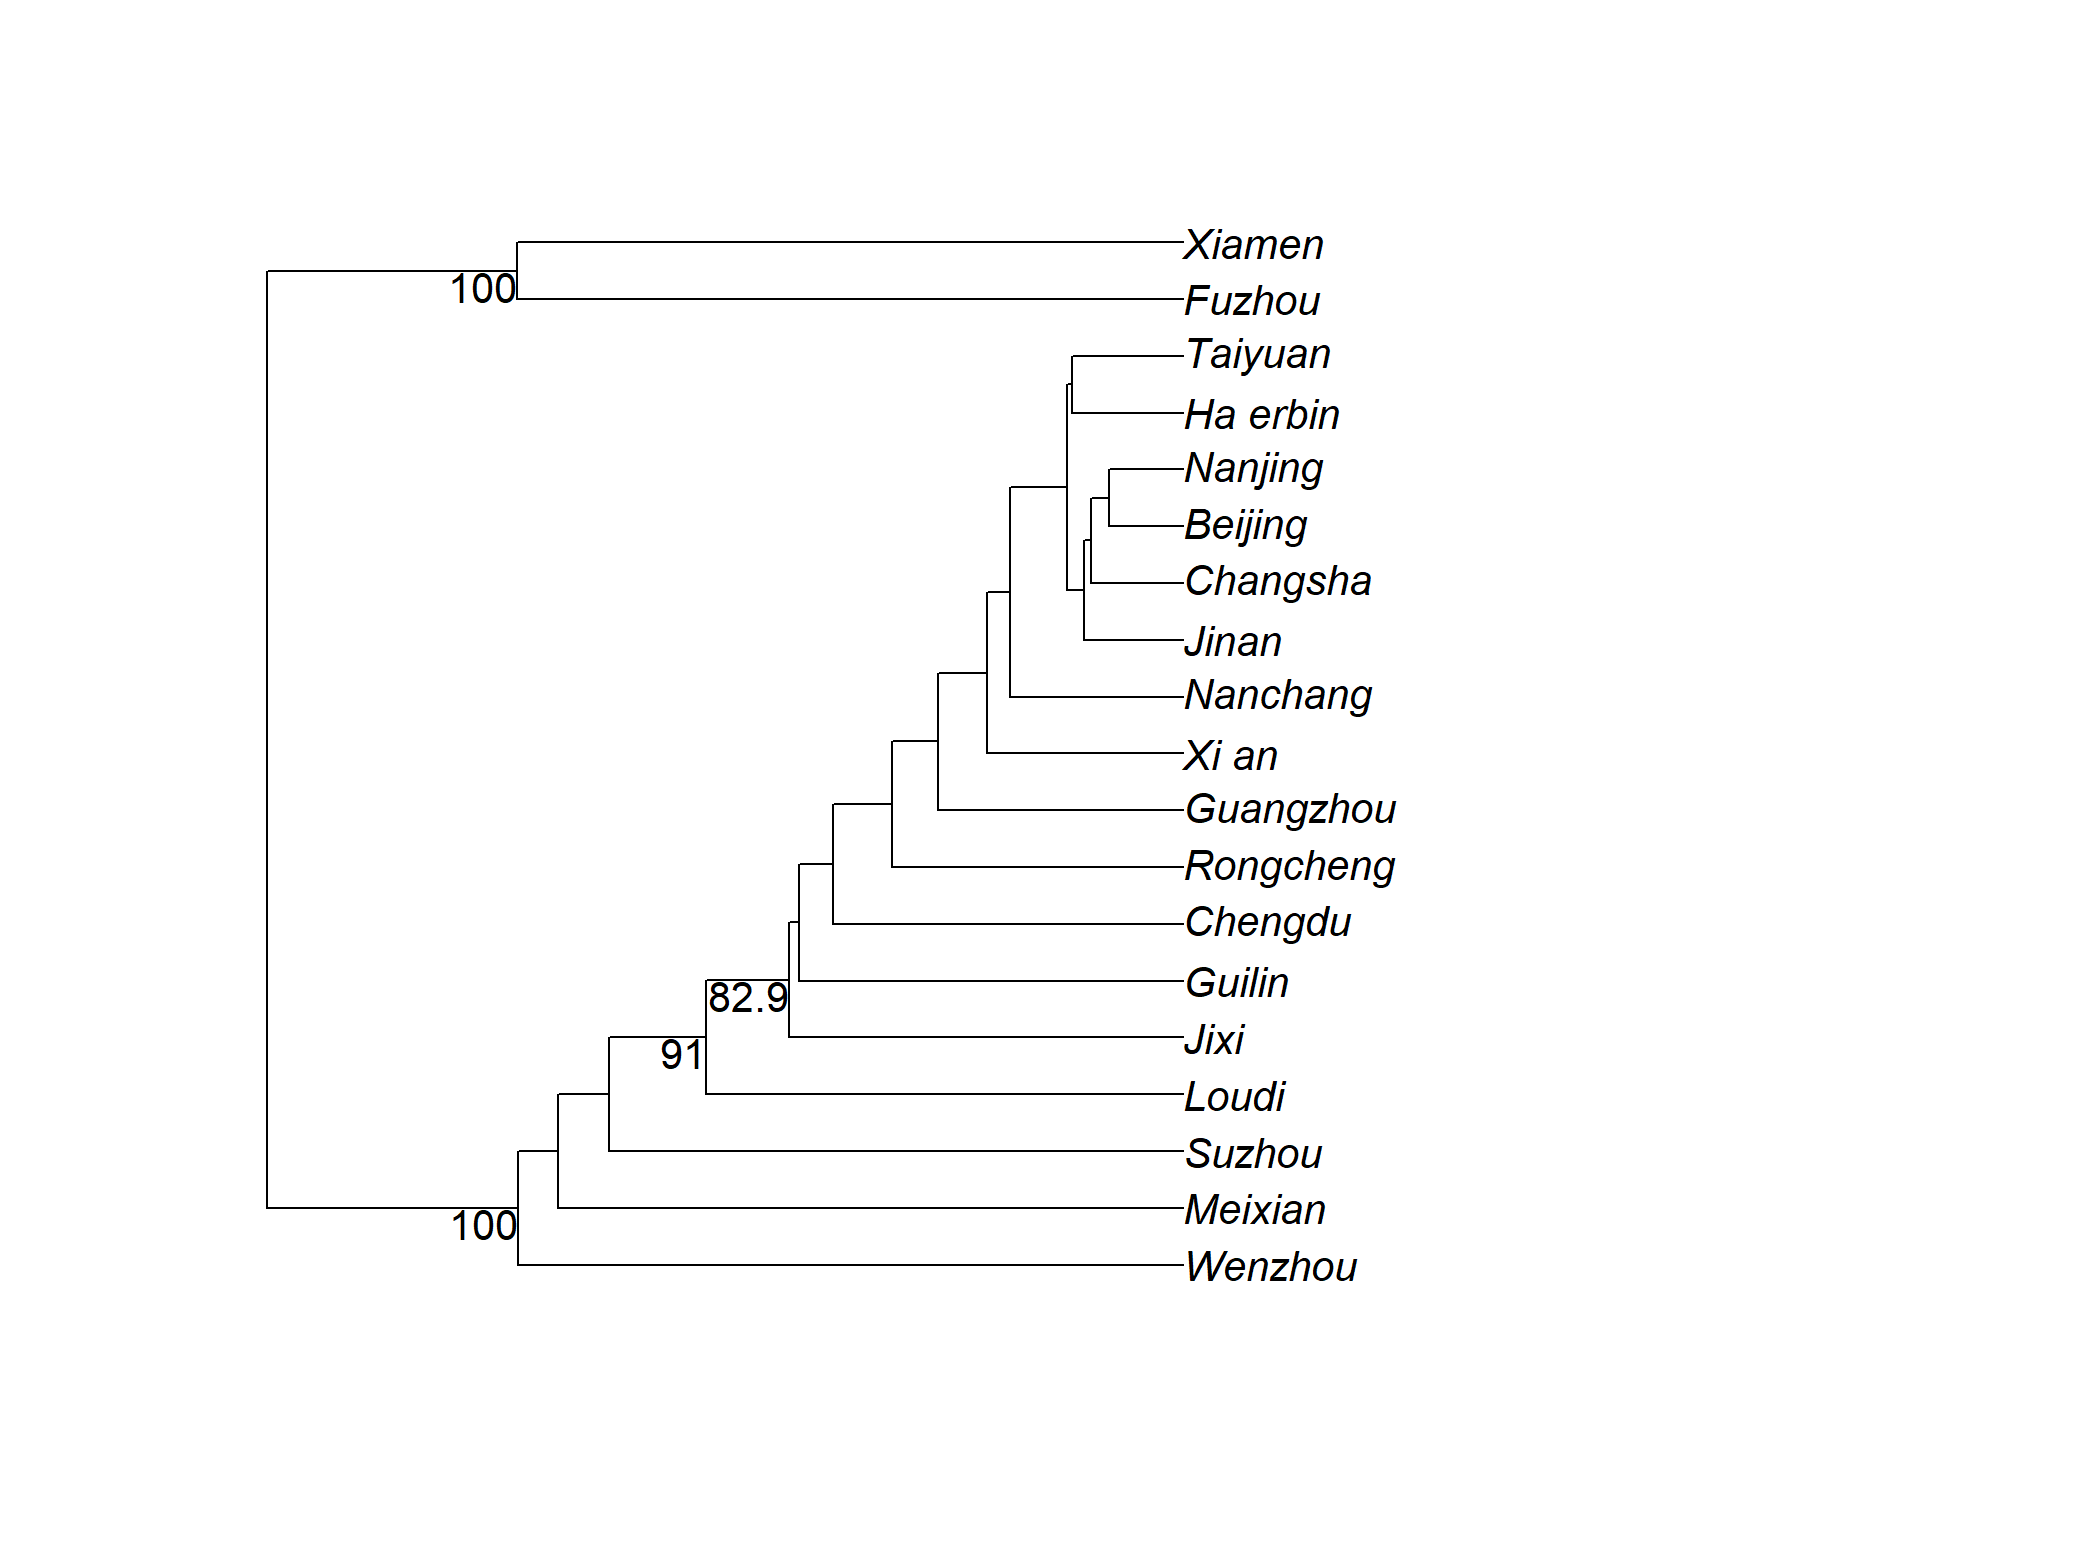 Xiamen
100
Fuzhou
Taiyuan
Ha erbin
Nanjing
Beijing
Changsha
Jinan
Nanchang
Xi an
Guangzhou
Rongcheng
Chengdu
Guilin
82.9
Jixi
91
Loudi
Suzhou
Meixian
100
Wenzhou